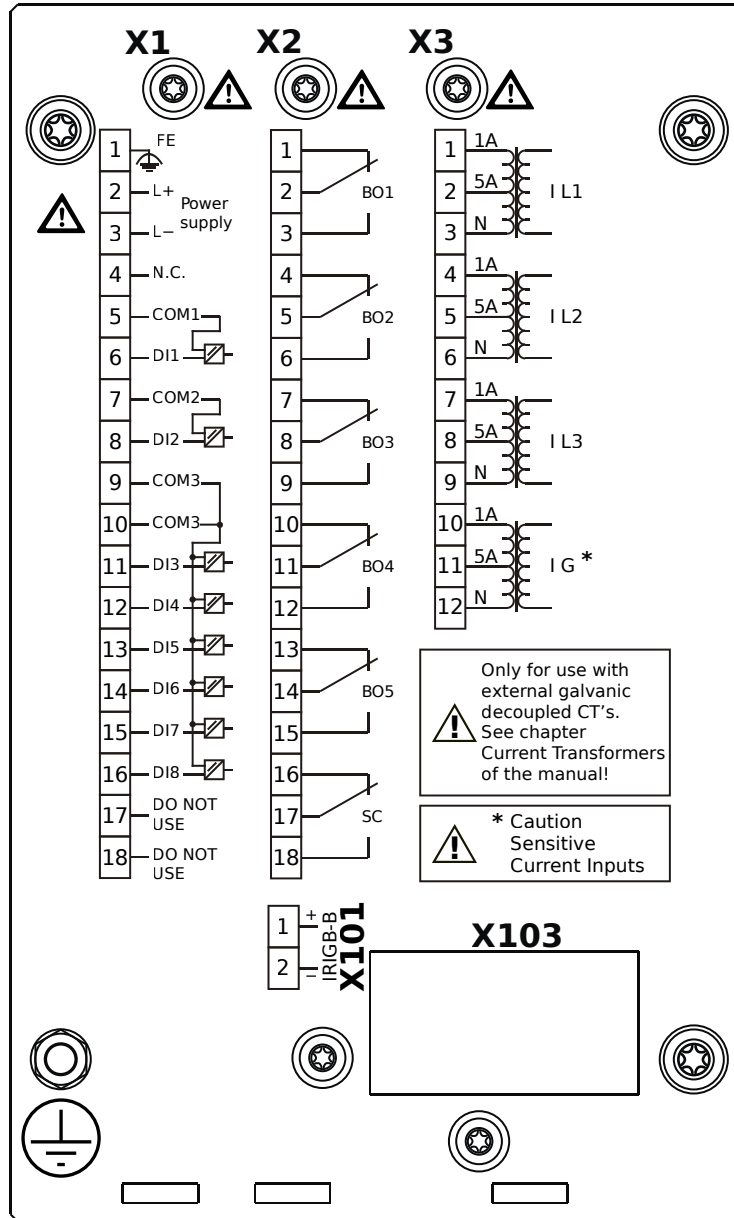 X1 X2 X3
1 FE
2 L+ Power
3 L− supply
4 N.C.
5 COM1
6 DI1
7 COM2
8 DI2
9 COM3
10 COM3
11 DI3
12 DI4
13 DI5
14 DI6
15 DI7
16 DI8
17 DO NOT
USE
18 DO NOT
USE
1
2 BO1
3
4
5 BO2
6
7
8 BO3
9
10
11 BO4
12
13
14 BO5
15
16
17 SC
18
1 1A
2 5A I L1
3 N
4 1A
5 5A I L2
6 N
7 1A
8 5A I L3
9 N
10 1A
11 5A I G *
12 N
Only for use with
external galvanic
decoupled CT's.
See chapter
Current Transformers
of the manual!
* Caution
Sensitive
Current Inputs
1 +
2 −
IRIGB-B
X101
X103